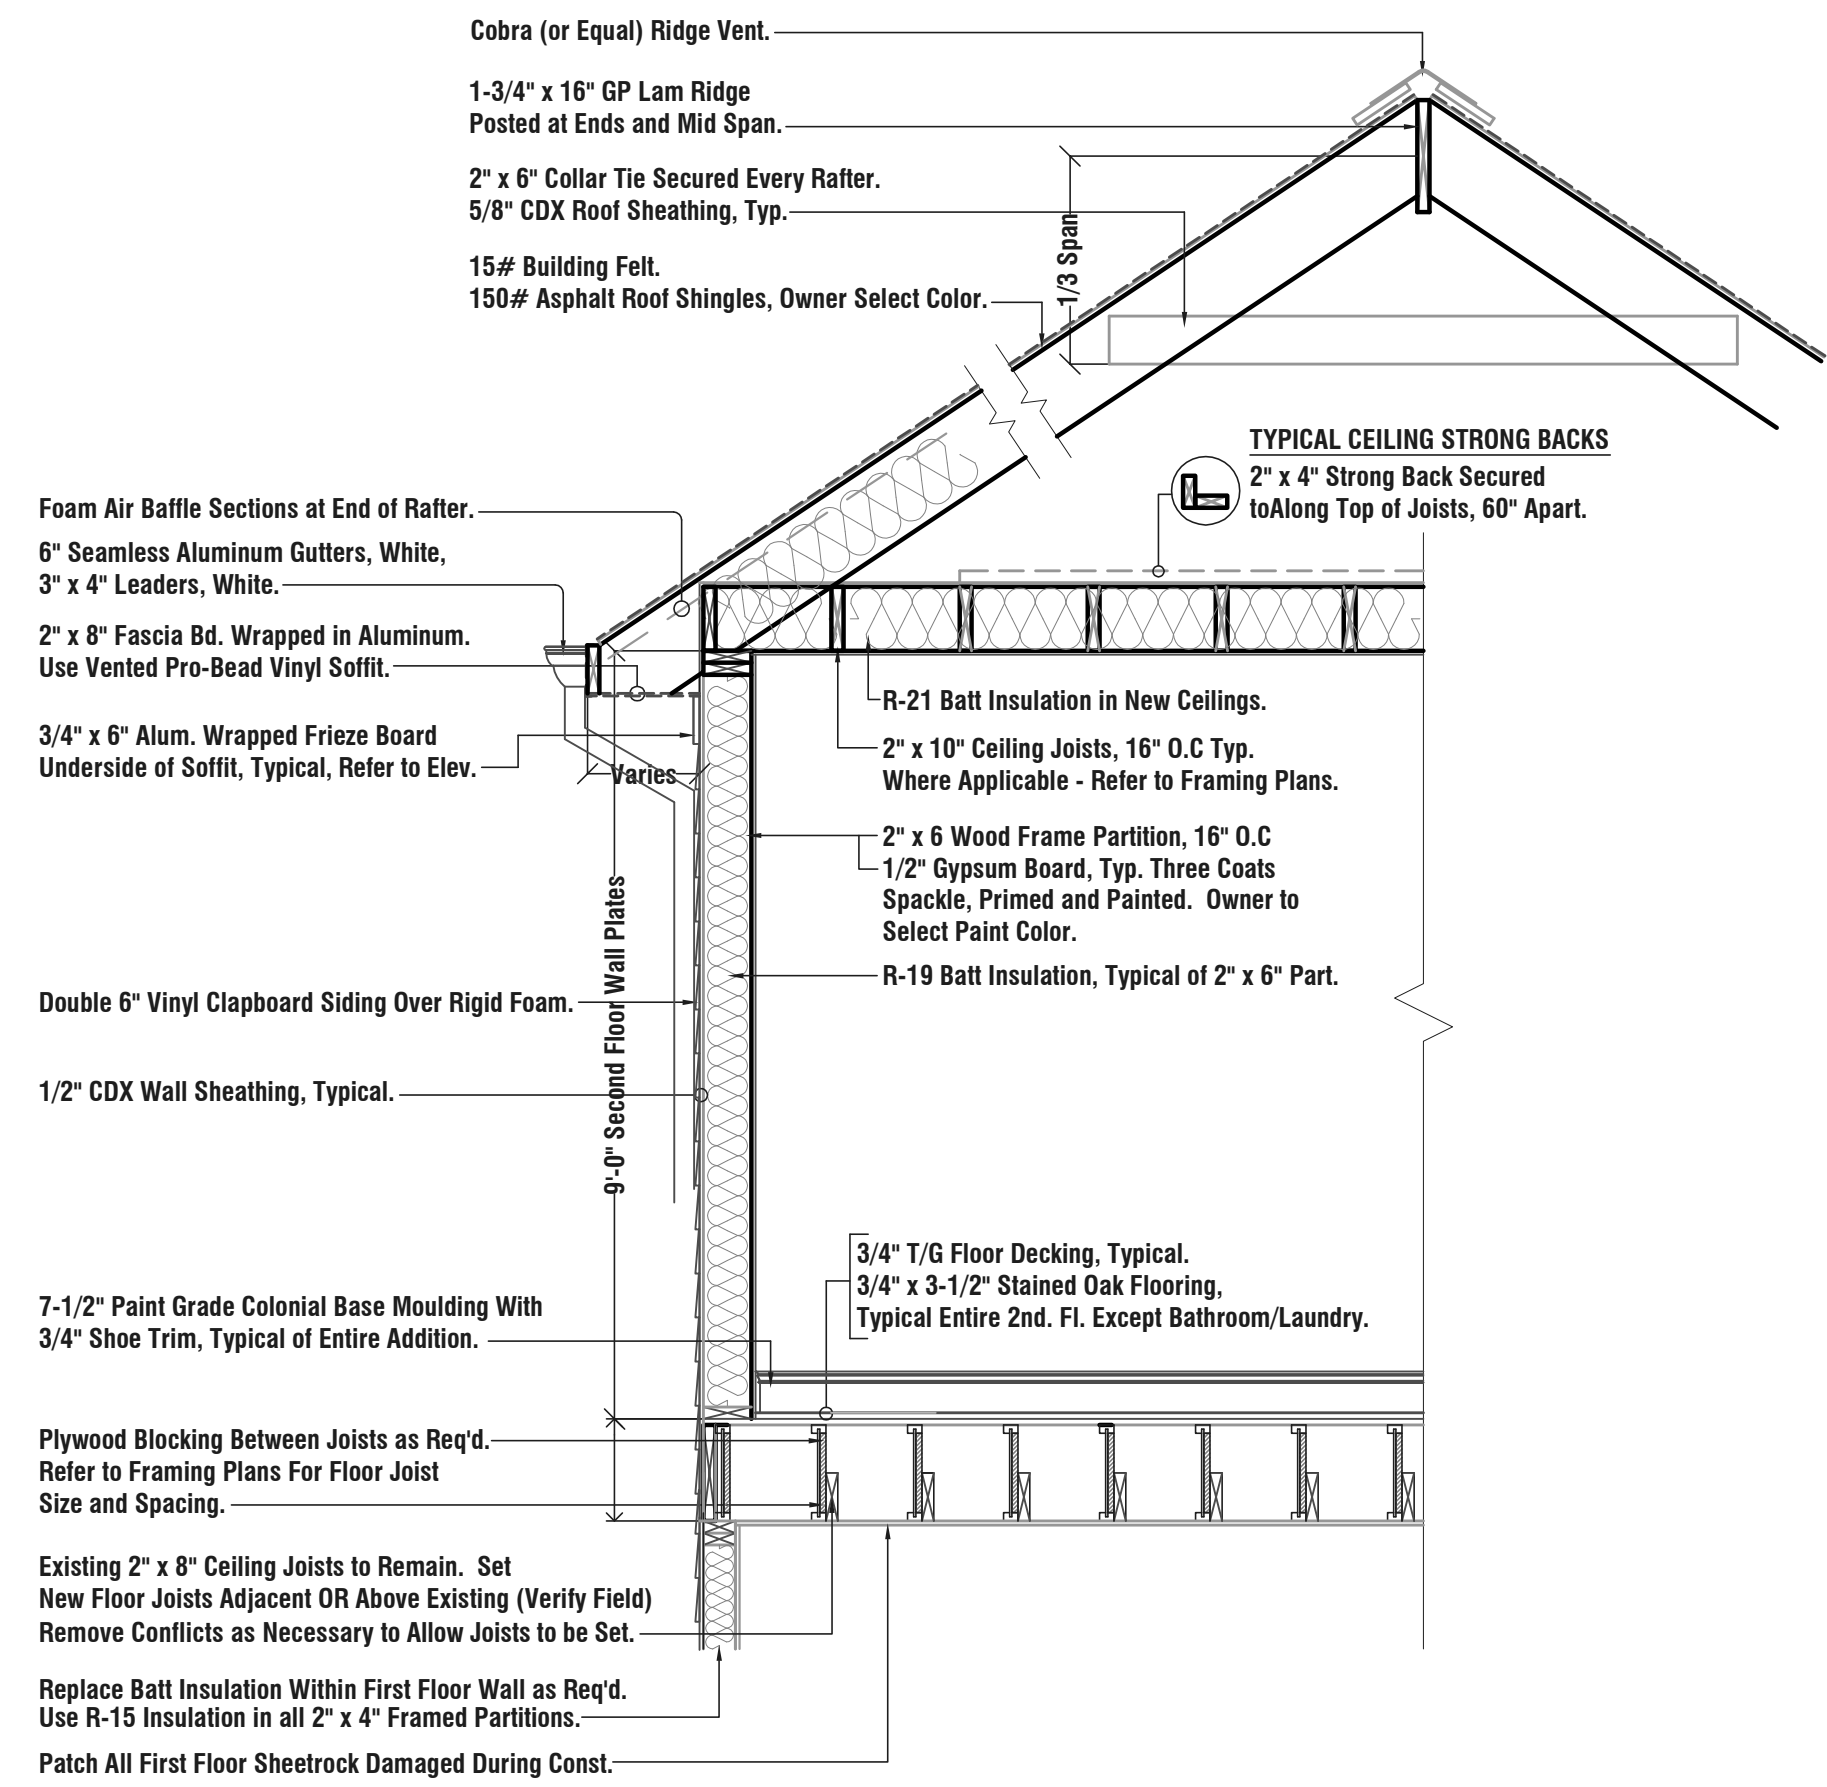 Cobra (or Equal) Ridge Vent.
1-3/4" x 16" GP Lam Ridge
Posted at Ends and Mid Span.
2" x 6" Collar Tie Secured Every Rafter.
5/8" CDX Roof Sheathing, Typ.
15# Building Felt.
150# Asphalt Roof Shingles, Owner Select Color.
1/3 Span
TYPICAL CEILING STRONG BACKS
2" x 4" Strong Back Secured
toAlong Top of Joists, 60" Apart.
Foam Air Baffle Sections at End of Rafter.
6" Seamless Aluminum Gutters, White,
3" x 4" Leaders, White.
2" x 8" Fascia Bd. Wrapped in Aluminum.
Use Vented Pro-Bead Vinyl Soffit.
3/4" x 6" Alum. Wrapped Frieze Board
Underside of Soffit, Typical, Refer to Elev.
Varies
R-21 Batt Insulation in New Ceilings.
2" x 10" Ceiling Joists, 16" O.C Typ.
Where Applicable - Refer to Framing Plans.
2" x 6 Wood Frame Partition, 16" O.C
1/2" Gypsum Board, Typ. Three Coats
Spackle, Primed and Painted.  Owner to
Select Paint Color.
R-19 Batt Insulation, Typical of 2" x 6" Part.
9'-0" Second Floor Wall Plates
Double 6" Vinyl Clapboard Siding Over Rigid Foam.
1/2" CDX Wall Sheathing, Typical.
3/4" T/G Floor Decking, Typical.
3/4" x 3-1/2" Stained Oak Flooring,
Typical Entire 2nd. Fl. Except Bathroom/Laundry.
7-1/2" Paint Grade Colonial Base Moulding With
3/4" Shoe Trim, Typical of Entire Addition.
Plywood Blocking Between Joists as Req'd.
Refer to Framing Plans For Floor Joist
Size and Spacing.
Existing 2" x 8" Ceiling Joists to Remain.  Set
New Floor Joists Adjacent OR Above Existing (Verify Field)
Remove Conflicts as Necessary to Allow Joists to be Set.
Replace Batt Insulation Within First Floor Wall as Req'd.
Use R-15 Insulation in all 2" x 4" Framed Partitions.
Patch All First Floor Sheetrock Damaged During Const.